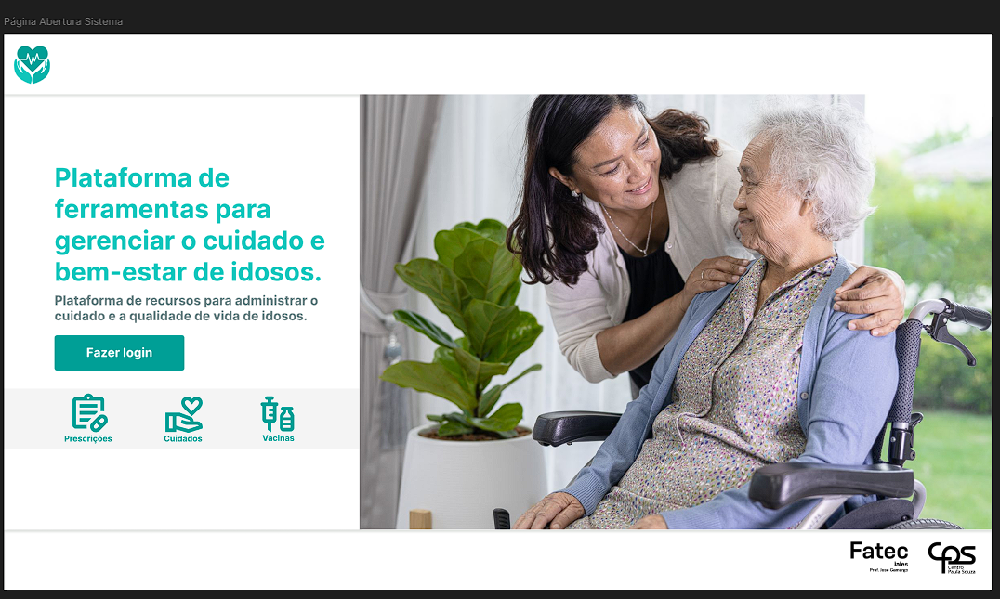 Página Abertura Sistema
Plataforma de
ferramentas para
gerenciar o cuidado e
bem-estar de idosos.
Plataforma de recursos para administrar o
cuidado e a qualidade de vida de idosos.
Fazer login
Prescrições
Cuidados
Vacinas
Fatec
Jales
Prof. José Camargo
CPS
Centro
Paula Souza